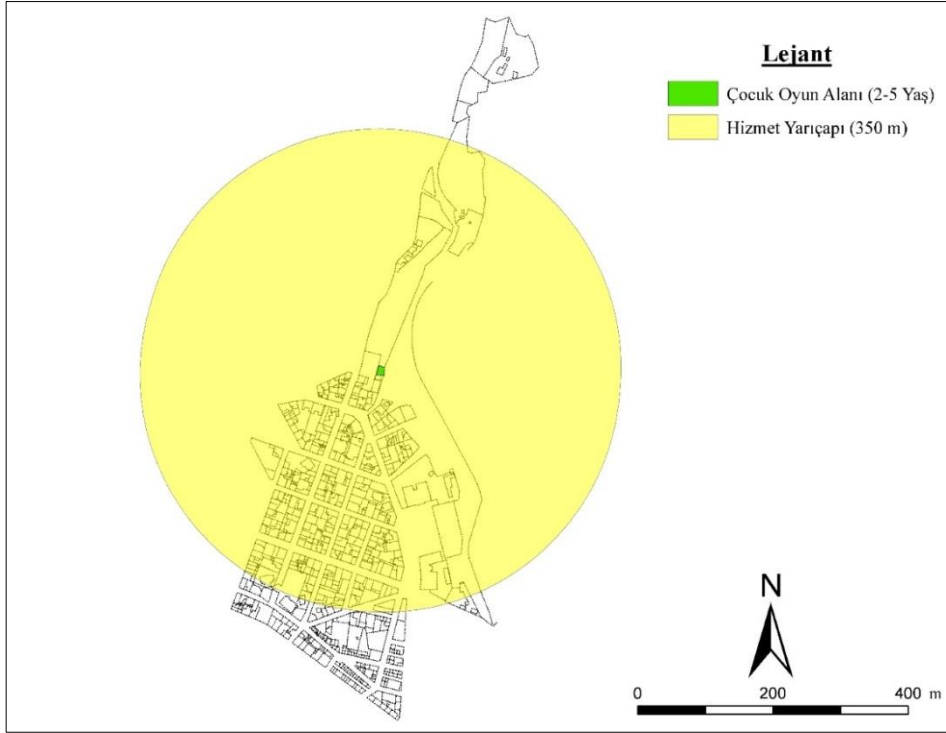 Lejant
Çocuk Oyun Alanı (2-5 Yaş)
Hizmet Yarıçapı (350 m)
N
0 200 400 m